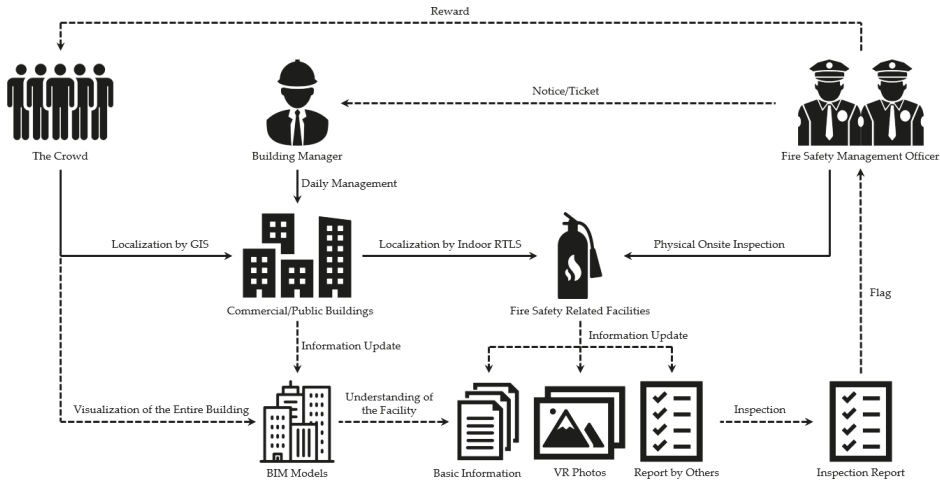 Reward
Notice/Ticket
The Crowd
Building Manager
Fire Safety Management Officer
Daily Management
Localization by GIS
Localization by Indoor RTLS
Physical Onsite Inspection
Flag
Commercial/Public Buildings
Fire Safety Related Facilities
Information Update
Information Update
Visualization of the Entire Building
Understanding of
the Facility
Inspection
BIM Models
Basic Information
VR Photos
Report by Others
Inspection Report